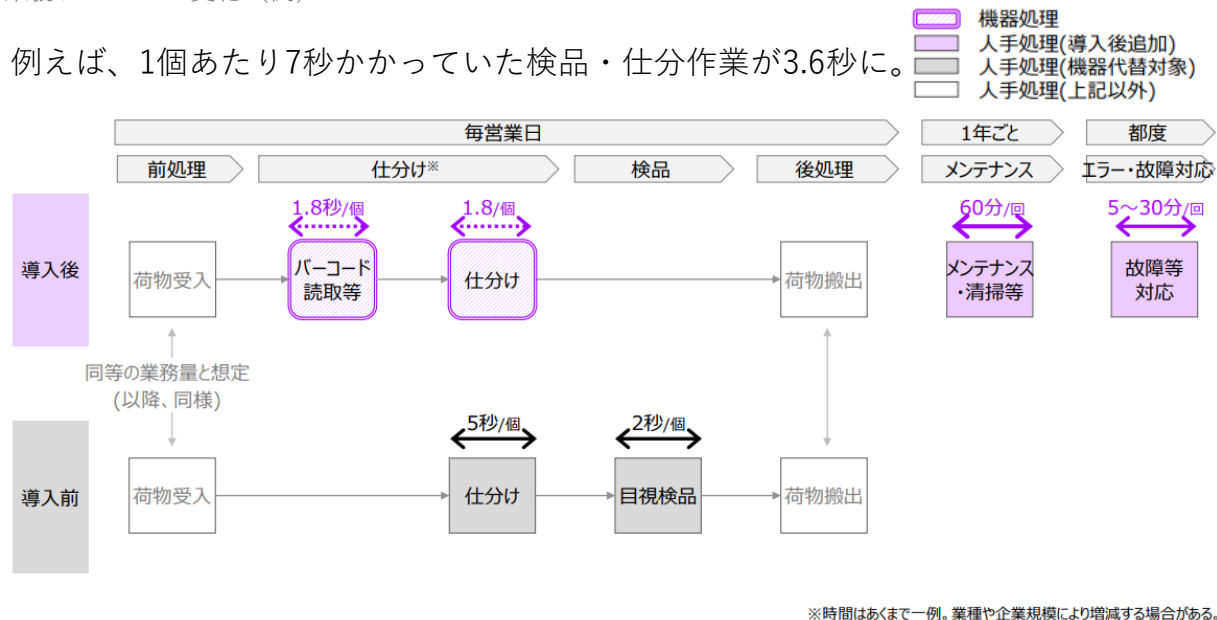 機器処理
人手処理(導入後追加)
人手処理(機器代替対象)
人手処理(上記以外)
例えば、1個あたり7秒かかっていた検品・仕分作業が3.6秒に。
毎営業日
1年ごと
都度
前処理
仕分け※
検品
後処理
メンテナンス
エラー・故障対応
導入後
1.8秒/個
1.8/個
60分/回
5～30分/回
荷物受入
バーコード
読取等
仕分け
荷物搬出
メンテナンス
・清掃等
故障等
対応
同等の業務量と想定
(以降、同様)
導入前
5秒/個
2秒/個
荷物受入
仕分け
目視検品
荷物搬出
※時間はあくまで一例。業種や企業規模により増減する場合がある。